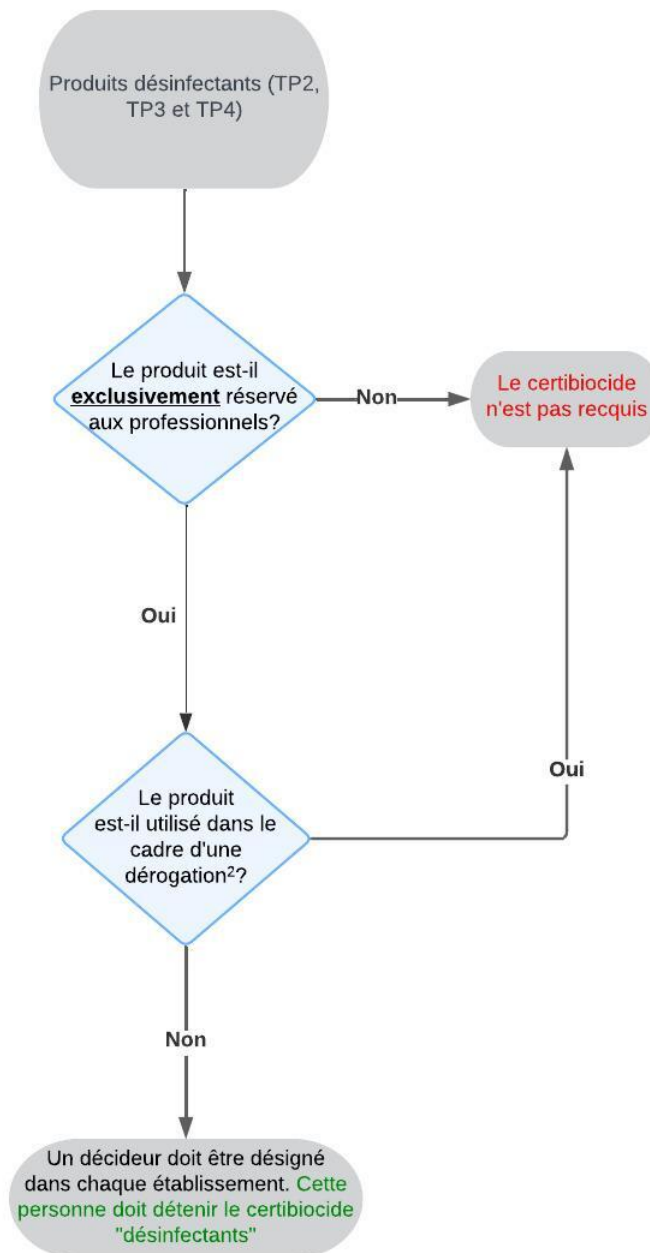 Produits désinfectants (TP2,
TP3 et TP4)
Le produit est-il
exclusivement réservé
aux professionnels?
Non
Le certibiocide
n'est pas recquis
Oui
Le produit
est-il utilisé dans le
cadre d'une
dérogation²?
Oui
Non
Un décideur doit être désigné
dans chaque établissement. Cette
personne doit détenir le certibiocide
"désinfectants"